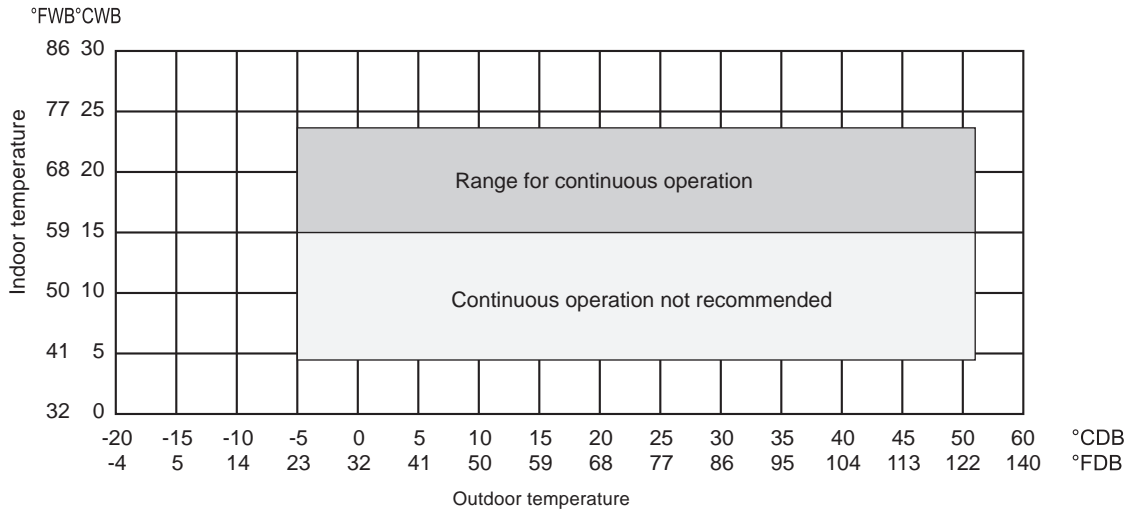 °FWB°CWB
86 30
77 25
68 20
59 15
50 10
41 5
32 0
Indoor temperature
Range for continuous operation
Continuous operation not recommended
-20 -15 -10 -5 0 5 10 15 20 25 30 35 40 45 50 60 °CDB
-4 5 14 23 32 41 50 59 68 77 86 95 104 113 122 140 °FDB
Outdoor temperature